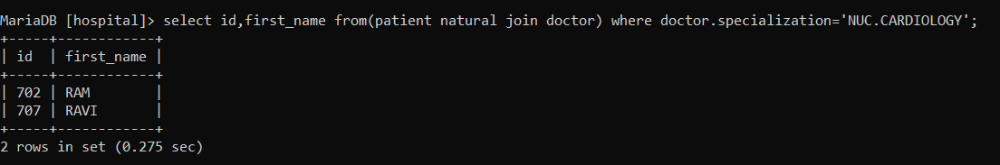 MariaDB [hospital]> select id,first_name from(patient natural join doctor) where doctor.specialization='NUC.CARDIOLOGY';
+-----+------------+
| id  | first_name |
+-----+------------+
| 702 | RAM        |
| 707 | RAVI       |
+-----+------------+
2 rows in set (0.275 sec)